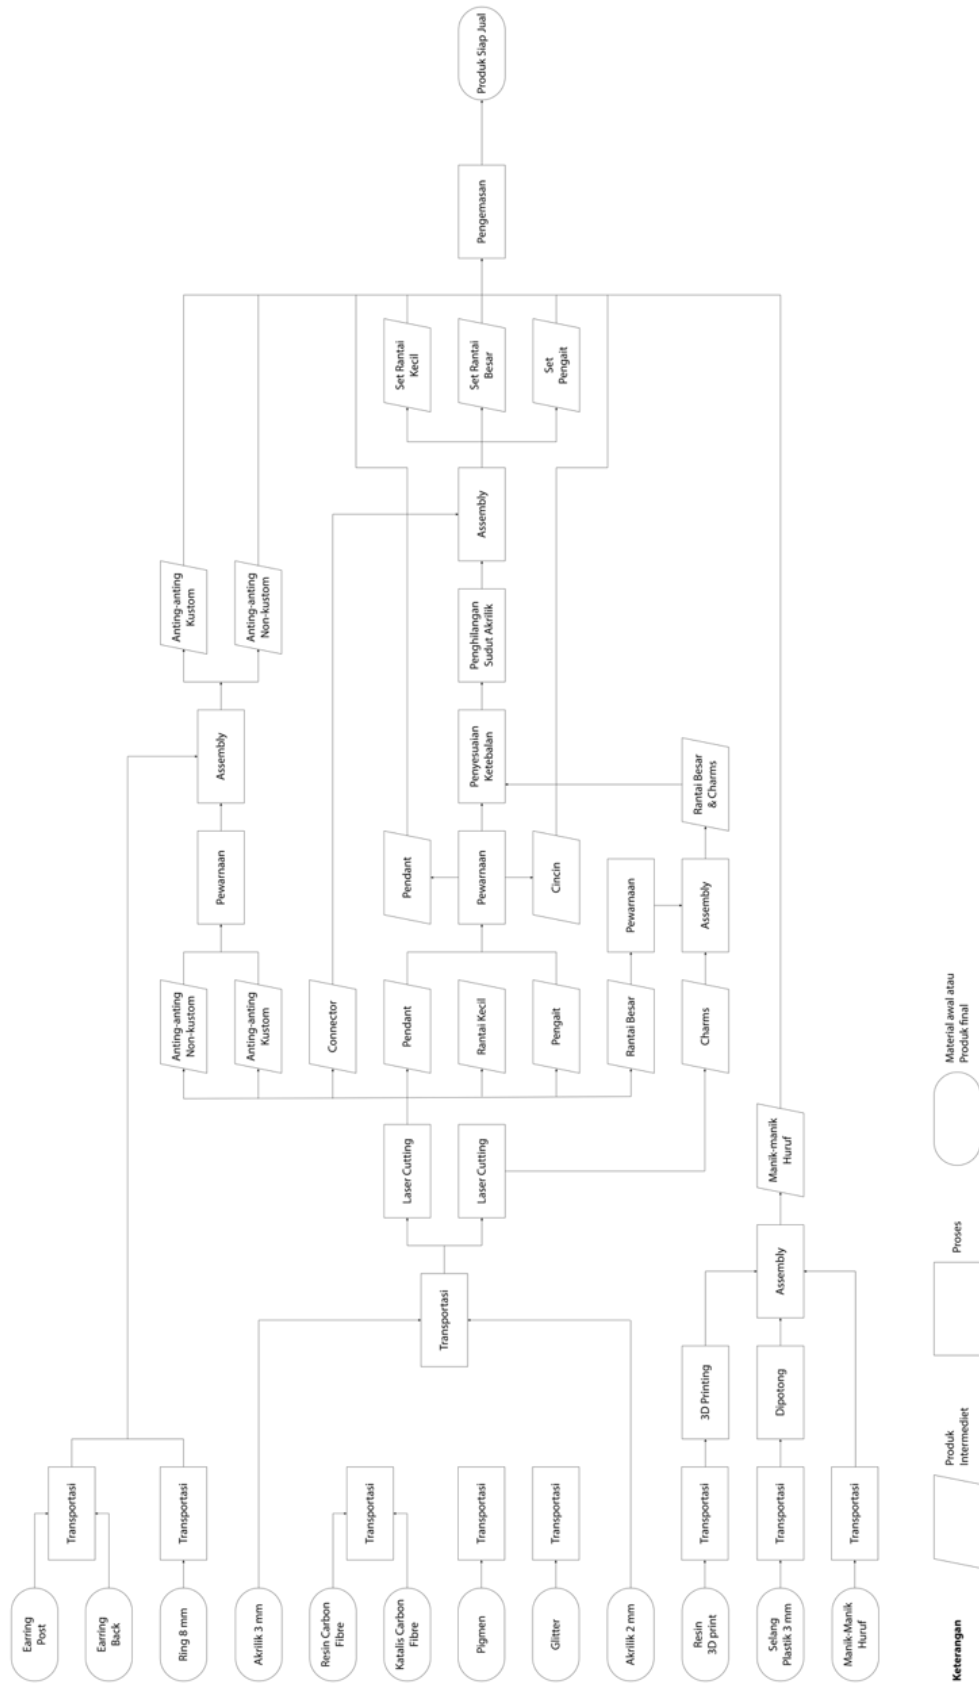 Earring
Post
Earring
Back
Ring 8 mm
Akrilik 3 mm
Resin Carbon
Fibre
Katalis Carbon
Fibre
Pigmen
Glitter
Akrilik 2 mm
Resin
3D print
Selang
Plastik 3 mm
Manik-Manik
Huruf
Transportasi
Transportasi
Transportasi
Transportasi
Transportasi
Transportasi
Transportasi
Transportasi
Transportasi
3D Printing
Dipotong
Assembly
Manik-manik
Huruf
Laser Cutting
Laser Cutting
Anting-anting
Non-kustom
Anting-anting
Kustom
Connector
Pendant
Rantai Kecil
Pengait
Rantai Besar
Charms
Pewarnaan
Pendant
Pewarnaan
Cincin
Pewarnaan
Assembly
Assembly
Penyesuaian
Ketebalan
Rantai Besar
& Charms
Anting-anting
Kustom
Anting-anting
Non-kustom
Penghilangan
Sudut Akrilik
Assembly
Set Rantai
Kecil
Set Rantai
Besar
Set
Pengait
Pengemasan
Produk Siap Jual
Keterangan
Produk
Intermediet
Proses
Material awal atau
Produk final